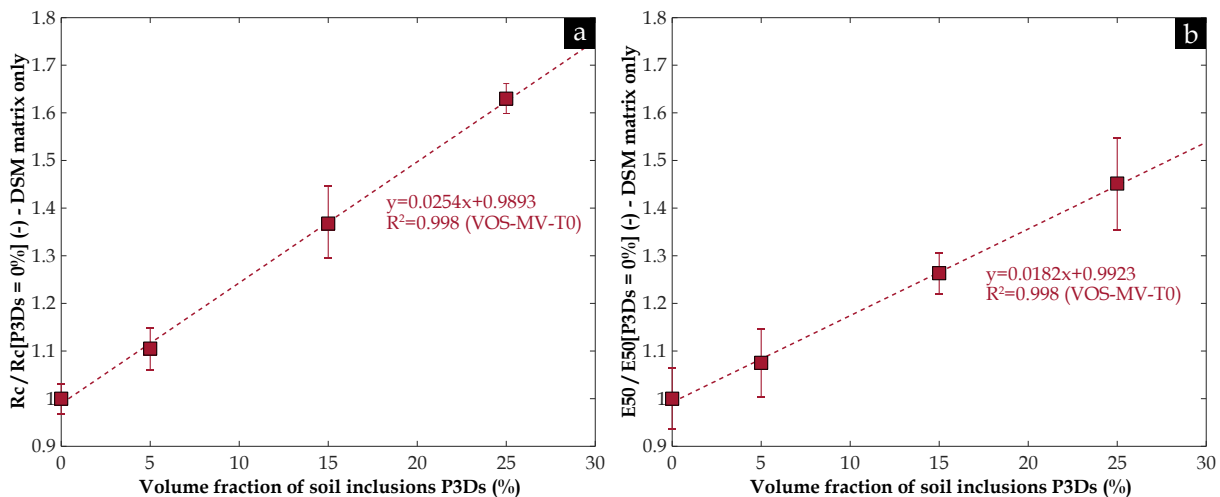 a
1.8
1.7
1.6
1.5
1.4
1.3
1.2
1.1
1
0.9
Rc / Rc[P3Ds = 0%] (-) - DSM matrix only
y=0.0254x+0.9893
R²=0.998 (VOS-MV-T0)
0 5 10 15 20 25 30
Volume fraction of soil inclusions P3Ds (%)
b
1.8
1.7
1.6
1.5
1.4
1.3
1.2
1.1
1
0.9
E50 / E50[P3Ds = 0%] (-) - DSM matrix only
y=0.0182x+0.9923
R²=0.998 (VOS-MV-T0)
0 5 10 15 20 25 30
Volume fraction of soil inclusions P3Ds (%)